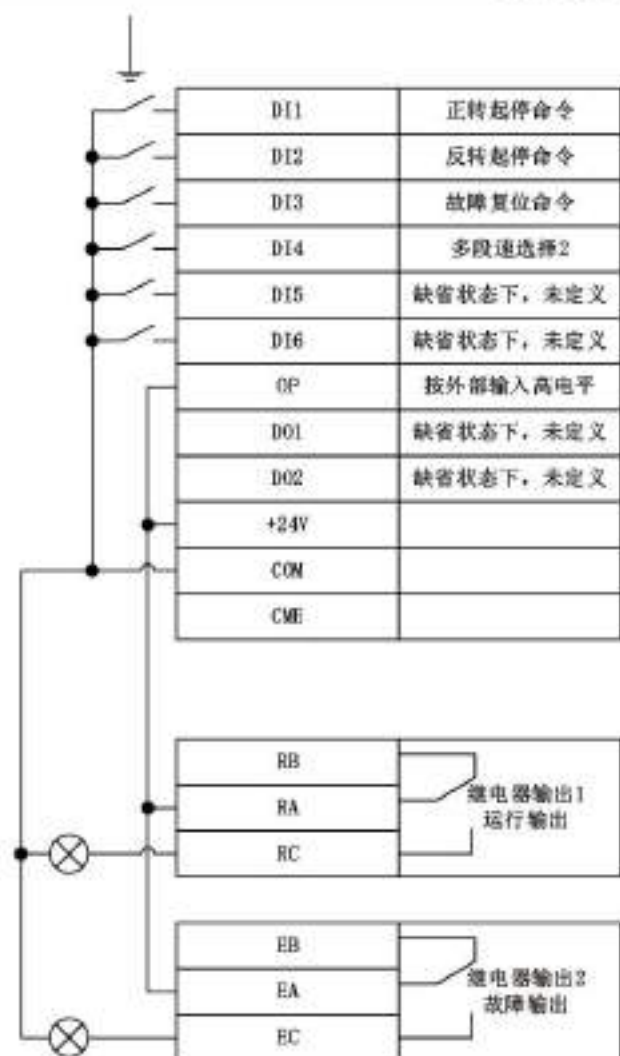 DI1 正转起停命令
DI2 反转起停命令
DI3 故障复位命令
DI4 多段速选择2
DI5 缺省状态下，未定义
DI6 缺省状态下，未定义
OP 按外部输入高电平
DO1 缺省状态下，未定义
DO2 缺省状态下，未定义
+24V
COM
CME
RB
RA
RC
继电器输出1
运行输出
EB
EA
EC
继电器输出2
故障输出